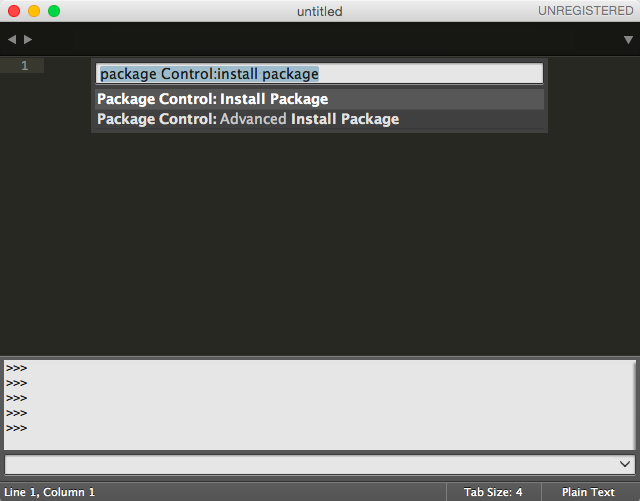 untitled
UNREGISTERED
1
package Control:install package
Package Control: Install Package
Package Control: Advanced Install Package
>>>
>>>
>>>
>>>
>>>
Line 1, Column 1
Tab Size: 4
Plain Text